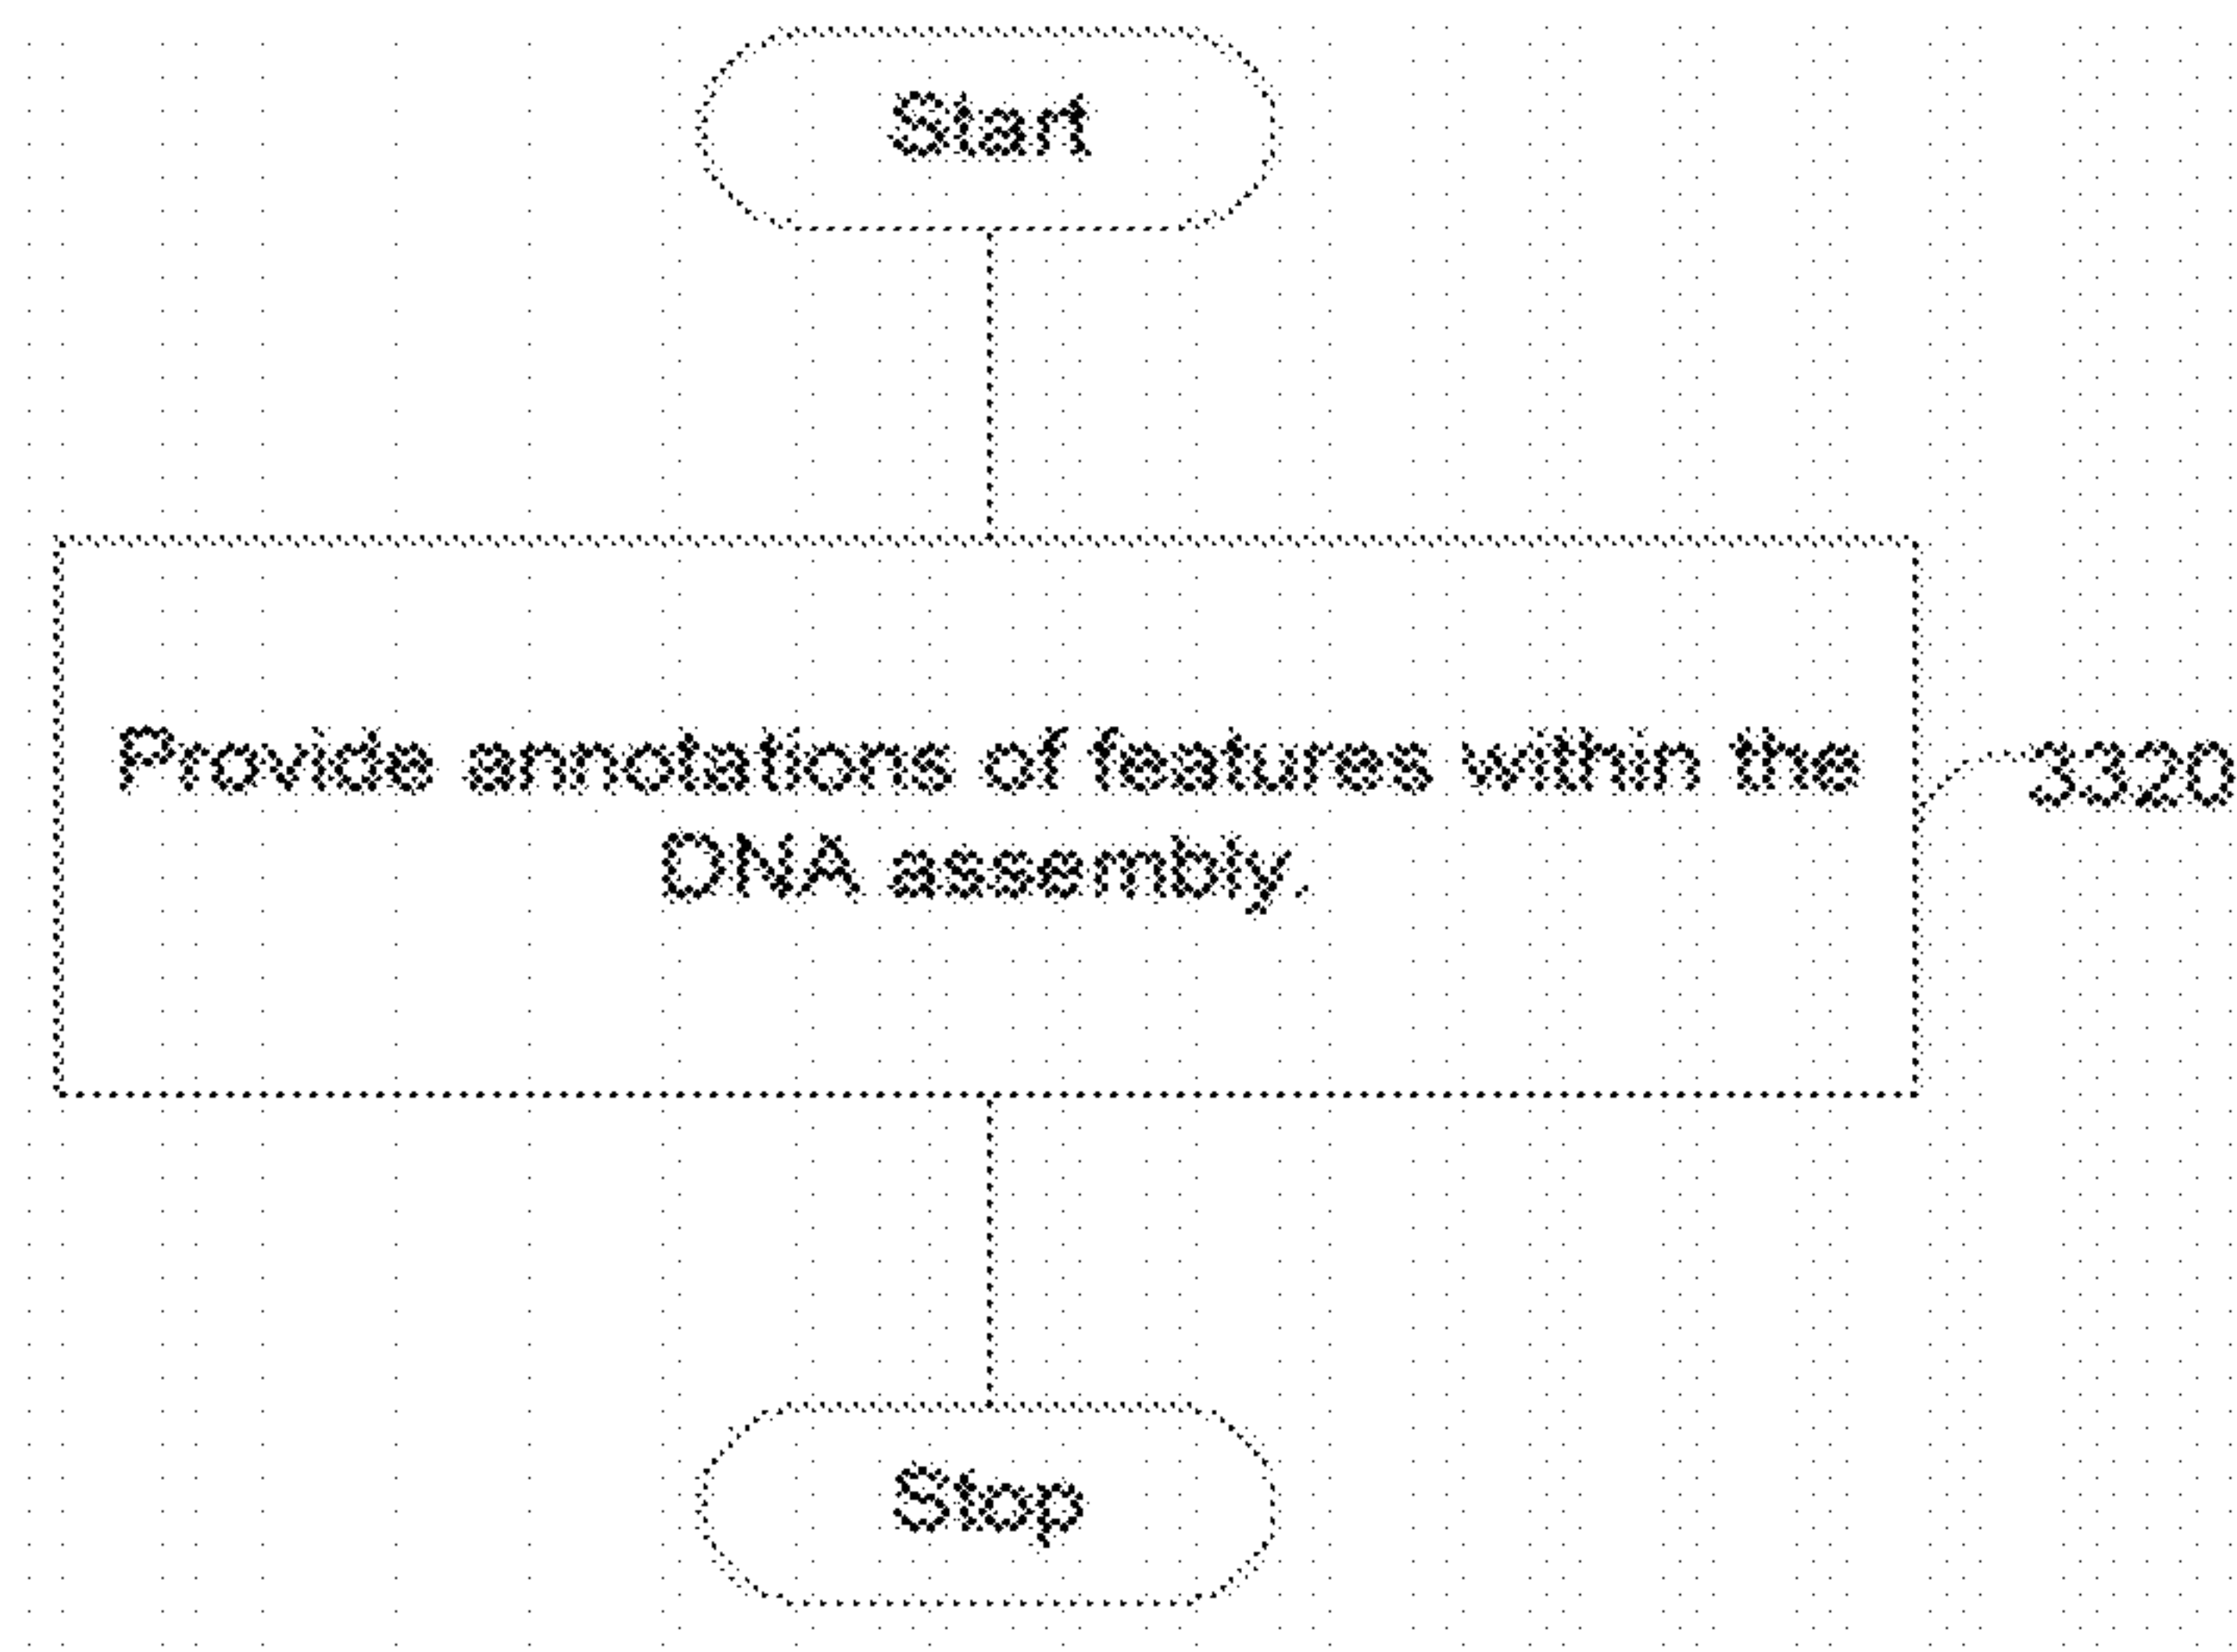 Start
Provide annotations of features within the
3320
DNA assembly.
Stop